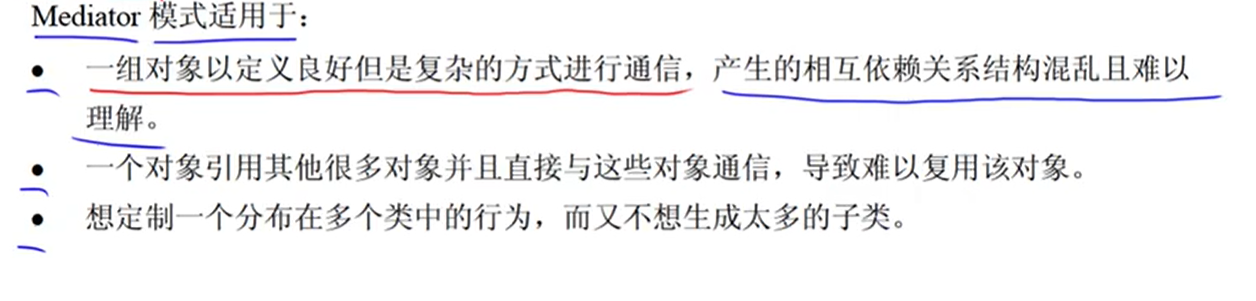 Mediator 模式适用于：
● 一组对象以定义良好但是复杂的方式进行通信，产生的相互依赖关系结构混乱且难以
理解。
● 一个对象引用其他很多对象并且直接与这些对象通信，导致难以复用该对象。
● 想定制一个分布在多个类中的行为，而又不想生成太多的子类。